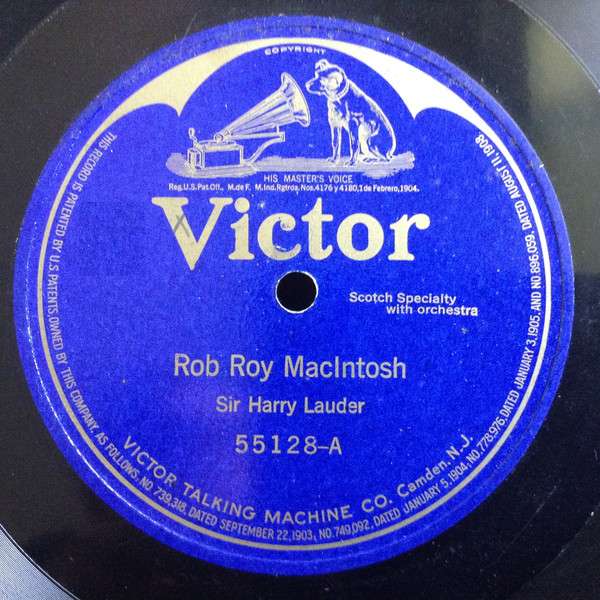 COPYRIGHT
HIS MASTER'S VOICE
Reg.U.S.Pat.Off. M.de F. M.Ind.Rgtrda.Nos.4176 y 4180,1 de Febrero,1904.
Victor
Scotch Specialty
with orchestra
Rob Roy MacIntosh
Sir Harry Lauder
55128-A
VICTOR TALKING MACHINE CO. Camden, N.J.
THIS RECORD IS PATENTED BY U.S. PATENTS, OWNED BY THIS COMPANY, AS FOLLOWS, NO. 739,318, DATED SEPTEMBER 22,1903, NO.749,092, DATED JANUARY 5,1904, NO.778,976, DATED JANUARY 3,1905, AND NO.896,059, DATED AUGUST 11,1908